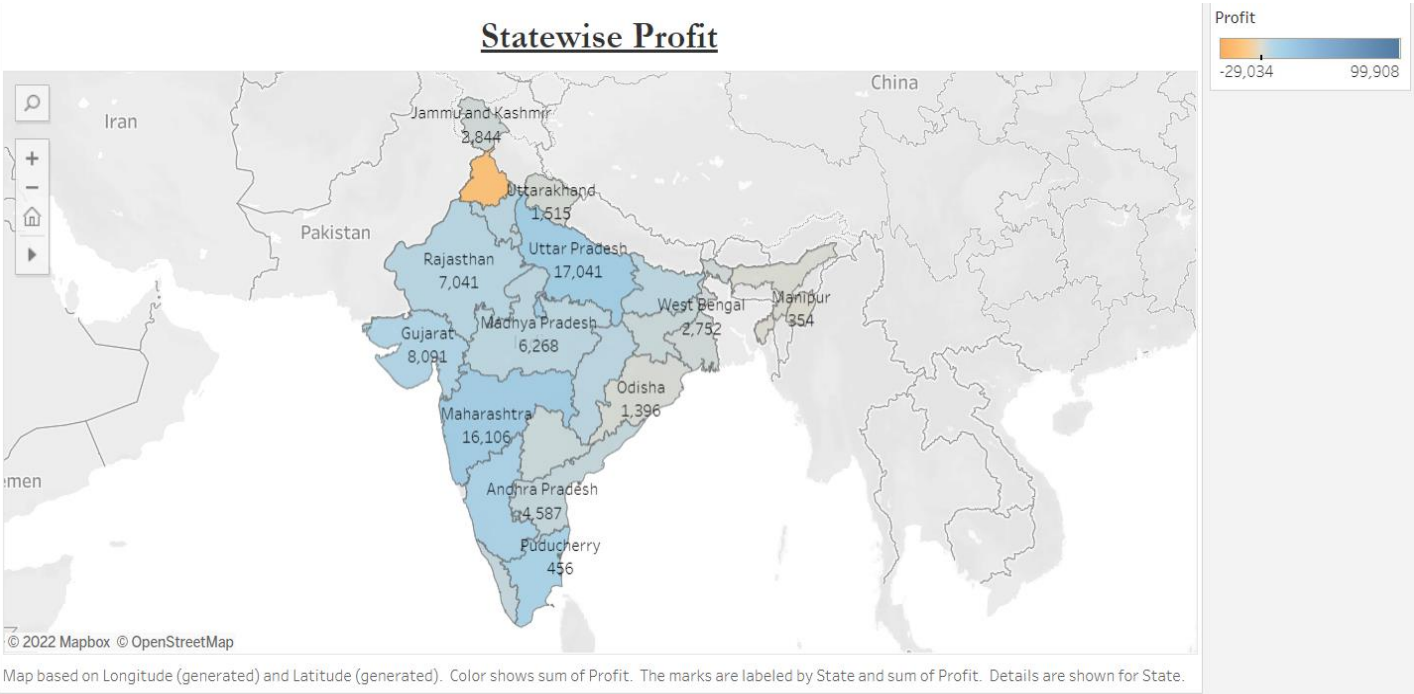 Statewise Profit
Profit
-29,034 99,908
China
Iran
Jammu and Kashmir
2,844
Uttarakhand
1,515
Pakistan
Uttar Pradesh
17,041
Rajasthan
7,041
West Bengal
2,752
Manipur
354
Madhya Pradesh
6,268
Gujarat
8,091
Odisha
1,396
Maharashtra
16,106
emen
Andhra Pradesh
4,587
Puducherry
456
© 2022 Mapbox © OpenStreetMap
Map based on Longitude (generated) and Latitude (generated). Color shows sum of Profit. The marks are labeled by State and sum of Profit. Details are shown for State.